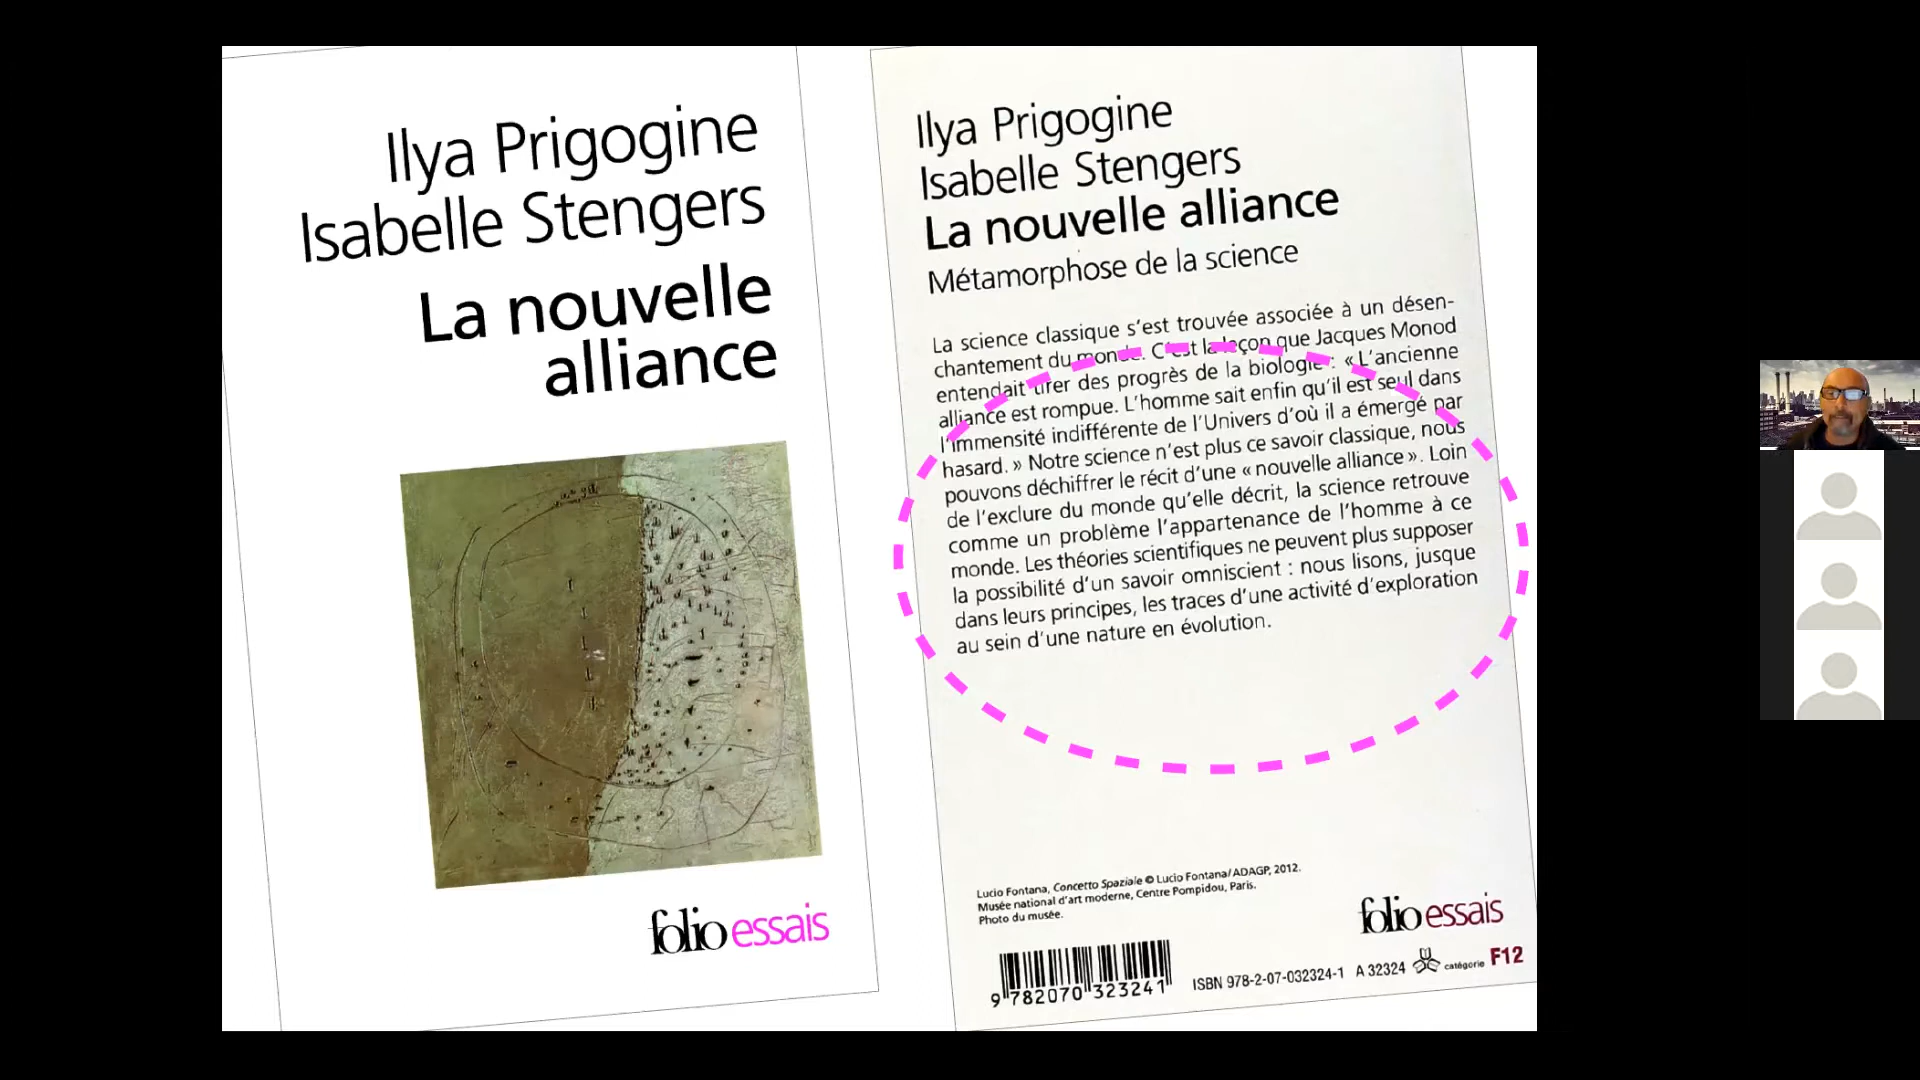 Ilya Prigogine
Isabelle Stengers
La nouvelle
alliance
folio essais
Ilya Prigogine
Isabelle Stengers
La nouvelle alliance
Métamorphose de la science
La science classique s'est trouvée associée à un désen-
chantement du monde. C'est la leçon que Jacques Monod
entendait tirer des progrès de la biologie : « L'ancienne
alliance est rompue. L'homme sait enfin qu'il est seul dans
l'immensité indifférente de l'Univers d'où il a émergé par
hasard. » Notre science n'est plus ce savoir classique, nous
pouvons déchiffrer le récit d'une « nouvelle alliance ». Loin
de l'exclure du monde qu'elle décrit, la science retrouve
comme un problème l'appartenance de l'homme à ce
monde. Les théories scientifiques ne peuvent plus supposer
la possibilité d'un savoir omniscient : nous lisons, jusque
dans leurs principes, les traces d'une activité d'exploration
au sein d'une nature en évolution.
Lucio Fontana, Concetto Spaziale © Lucio Fontana/ADAGP, 2012.
Musée national d'art moderne, Centre Pompidou, Paris.
Photo du musée.
folio essais
9 782070 323241
ISBN 978-2-07-032324-1 A 32324 catégorie F12